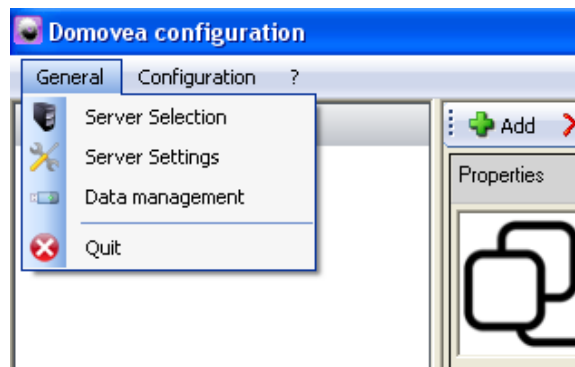 Domovea configuration
General Configuration ?
Server Selection
Add
Server Settings
Properties
Data management
Quit